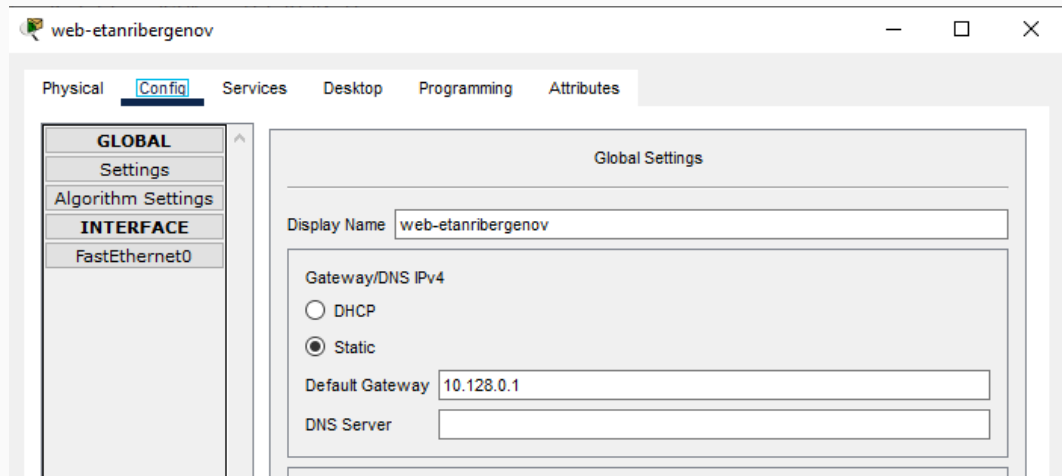 web-etanribergenov
Physical Config Services Desktop Programming Attributes
GLOBAL
Settings
Algorithm Settings
INTERFACE
FastEthernet0
Global Settings
Display Name web-etanribergenov
Gateway/DNS IPv4
DHCP
Static
Default Gateway 10.128.0.1
DNS Server